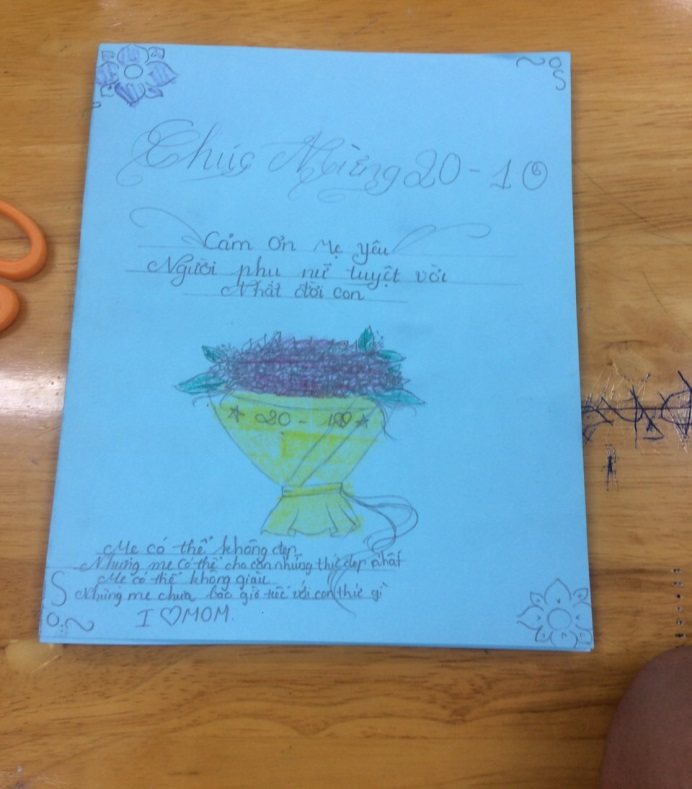 Chúc Mừng 20-10
Cảm ơn Mẹ yêu
Người phụ nữ tuyệt vời
Nhất đời con
20 - 10
Mẹ có thể không đẹp
Nhưng mẹ có thể cho con những thứ đẹp nhất
Mẹ có thể không giàu
Nhưng mẹ chưa bao giờ tiếc với con thứ gì
I ♡ MOM.